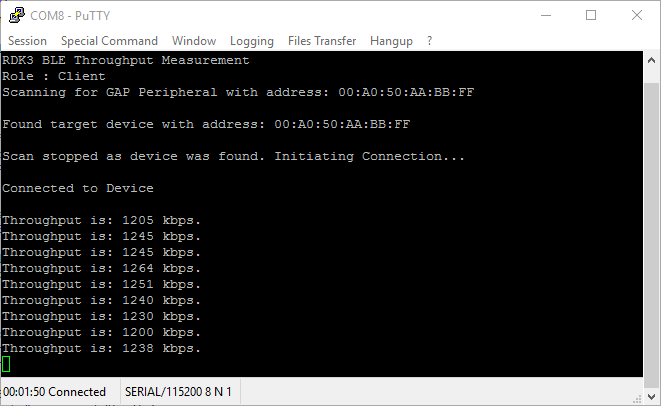 COM8 - PuTTY
Session Special Command Window Logging Files Transfer Hangup ?
RDK3 BLE Throughput Measurement
Role : Client
Scanning for GAP Peripheral with address: 00:A0:50:AA:BB:FF
Found target device with address: 00:A0:50:AA:BB:FF
Scan stopped as device was found. Initiating Connection...
Connected to Device
Throughput is: 1205 kbps.
Throughput is: 1245 kbps.
Throughput is: 1245 kbps.
Throughput is: 1264 kbps.
Throughput is: 1251 kbps.
Throughput is: 1240 kbps.
Throughput is: 1230 kbps.
Throughput is: 1200 kbps.
Throughput is: 1238 kbps.
00:01:50 Connected SERIAL/115200 8 N 1